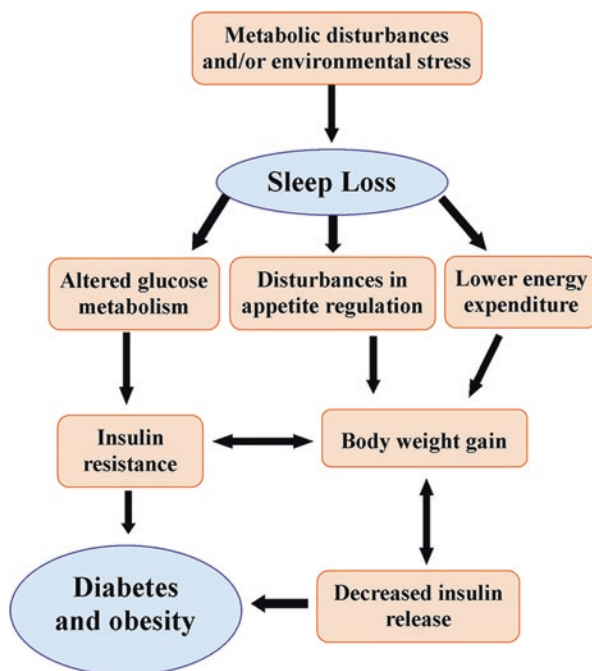 Metabolic disturbances
and/or environmental stress
Sleep Loss
Altered glucose
metabolism
Disturbances in
appetite regulation
Lower energy
expenditure
Insulin
resistance
Body weight gain
Diabetes
and obesity
Decreased insulin
release